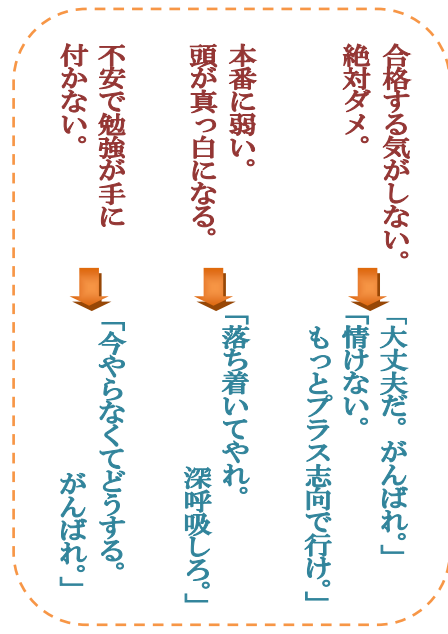 合格する気がしない。
絶対ダメ。
「大丈夫だ。がんばれ。」
「情けない。
もっとプラス志向で行け。」
本番に弱い。
頭が真っ白になる。
「落ち着いてやれ。
深呼吸しろ。」
不安で勉強が手に
付かない。
「今やらなくてどうする。
がんばれ。」